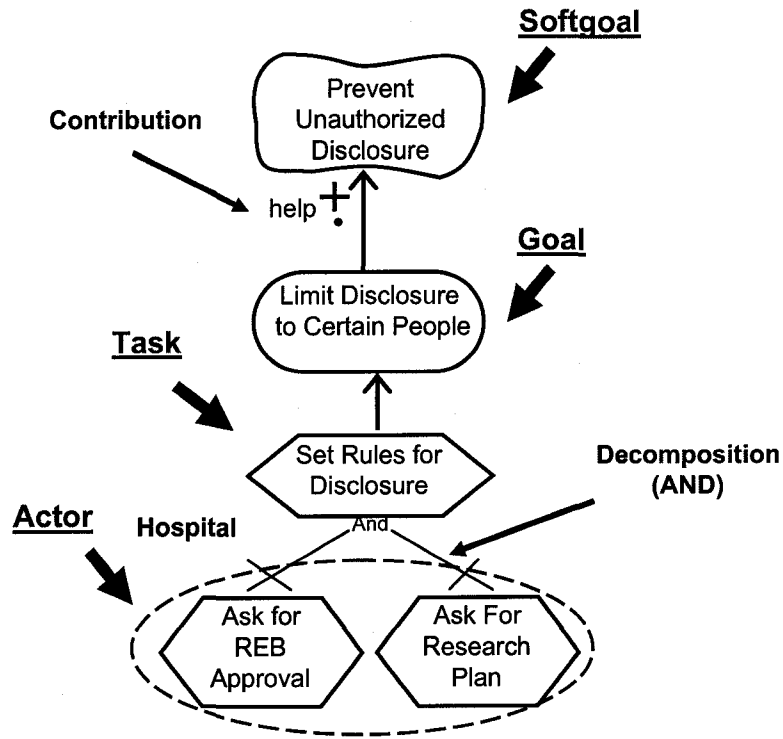 Softgoal
Prevent
Unauthorized
Disclosure
Contribution
help
Goal
Limit Disclosure
to Certain People
Task
Set Rules for
Disclosure
Decomposition
(AND)
Actor
Hospital
And
Ask for
REB
Approval
Ask For
Research
Plan